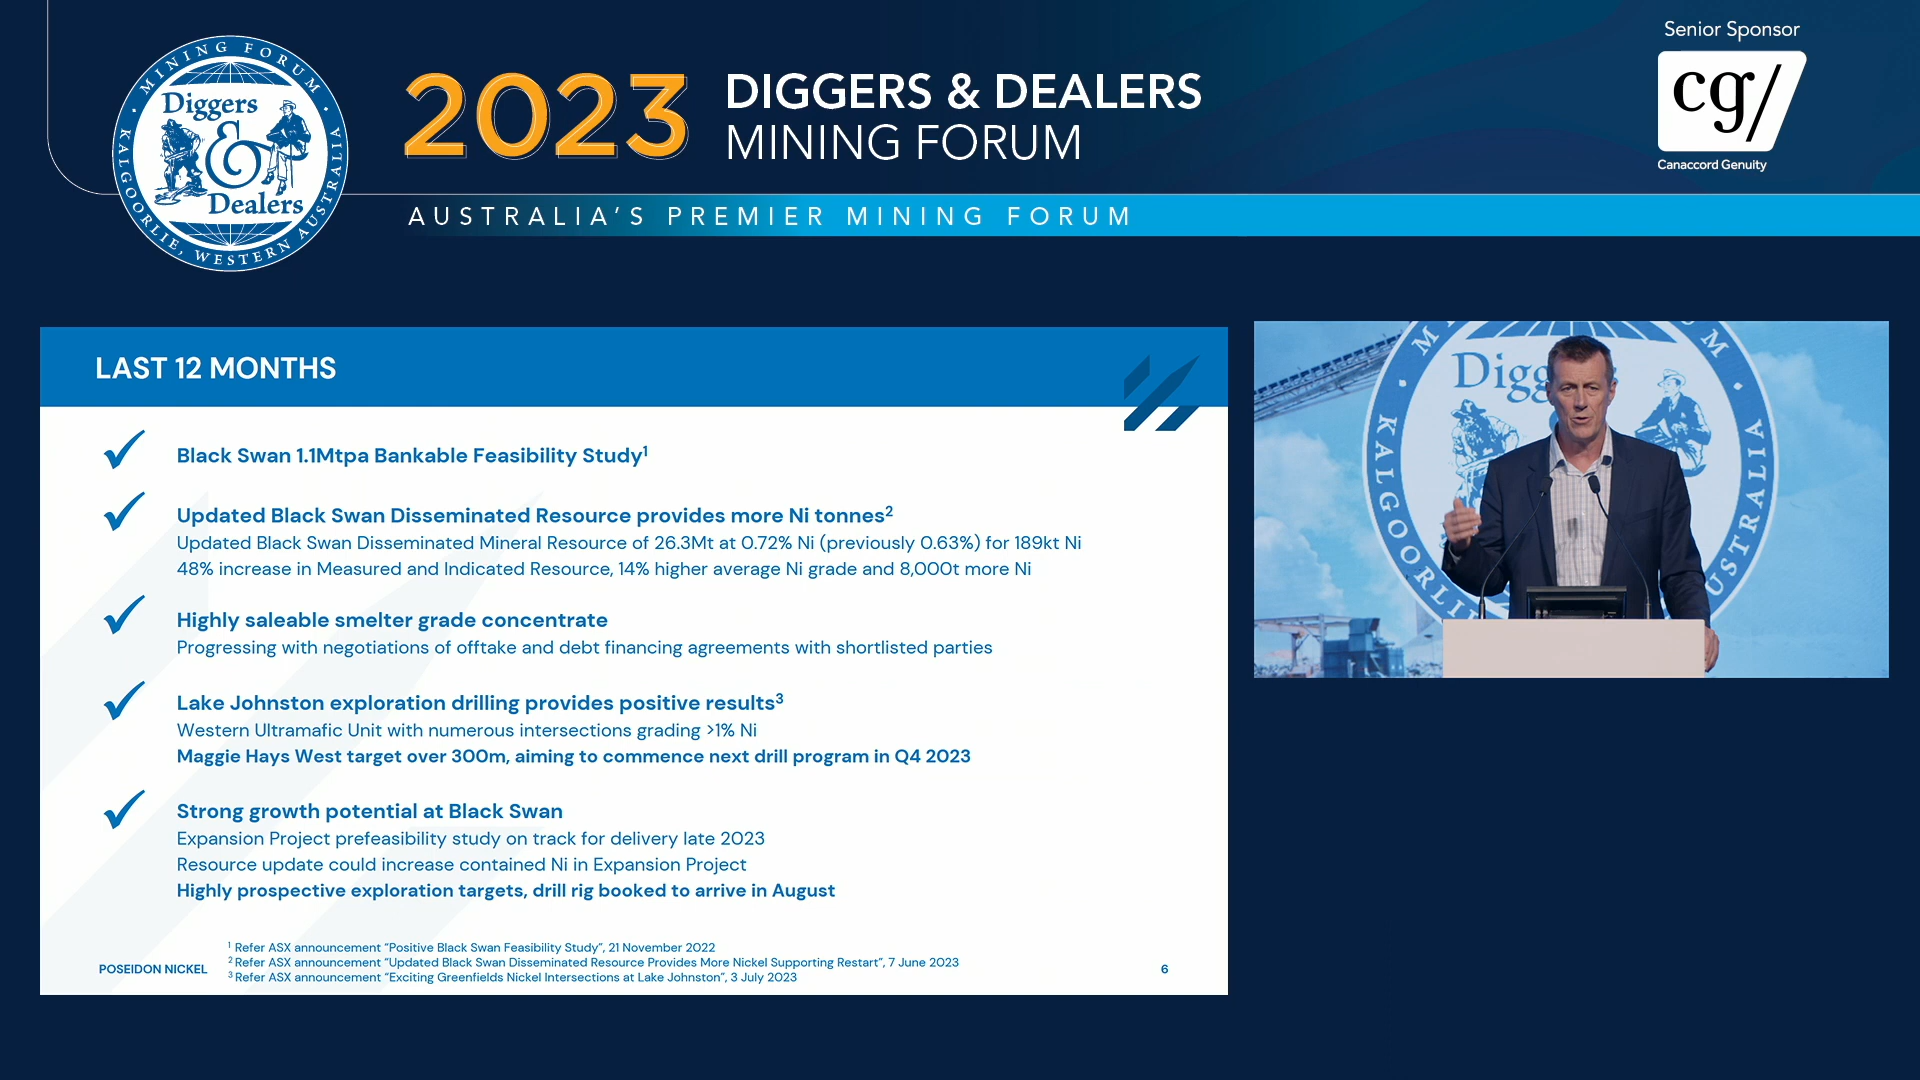 MINING FORUM
KALGOORLIE, WESTERN AUSTRALIA
Diggers
&
Dealers
2023
DIGGERS & DEALERS
MINING FORUM
AUSTRALIA'S PREMIER MINING FORUM
Senior Sponsor
cg/
Canaccord Genuity
LAST 12 MONTHS
Black Swan 1.1Mtpa Bankable Feasibility Study¹
Updated Black Swan Disseminated Resource provides more Ni tonnes²
Updated Black Swan Disseminated Mineral Resource of 26.3Mt at 0.72% Ni (previously 0.63%) for 189kt Ni
48% increase in Measured and Indicated Resource, 14% higher average Ni grade and 8,000t more Ni
Highly saleable smelter grade concentrate
Progressing with negotiations of offtake and debt financing agreements with shortlisted parties
Lake Johnston exploration drilling provides positive results³
Western Ultramafic Unit with numerous intersections grading >1% Ni
Maggie Hays West target over 300m, aiming to commence next drill program in Q4 2023
Strong growth potential at Black Swan
Expansion Project prefeasibility study on track for delivery late 2023
Resource update could increase contained Ni in Expansion Project
Highly prospective exploration targets, drill rig booked to arrive in August
¹ Refer ASX announcement "Positive Black Swan Feasibility Study", 21 November 2022
² Refer ASX announcement "Updated Black Swan Disseminated Resource Provides More Nickel Supporting Restart", 7 June 2023
³ Refer ASX announcement "Exciting Greenfields Nickel Intersections at Lake Johnston", 3 July 2023
POSEIDON NICKEL
6
M
UM
Digg
KALGOORLI
USTRALIA